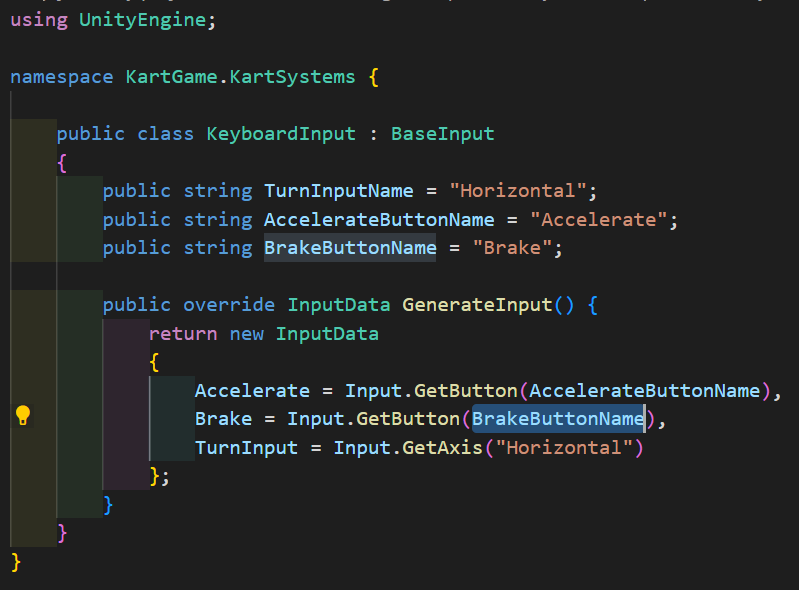 using UnityEngine;
namespace KartGame.KartSystems {
public class KeyboardInput : BaseInput
{
public string TurnInputName = "Horizontal";
public string AccelerateButtonName = "Accelerate";
public string BrakeButtonName = "Brake";
public override InputData GenerateInput() {
return new InputData
{
Accelerate = Input.GetButton(AccelerateButtonName),
Brake = Input.GetButton(BrakeButtonName),
TurnInput = Input.GetAxis("Horizontal")
};
}
}
}